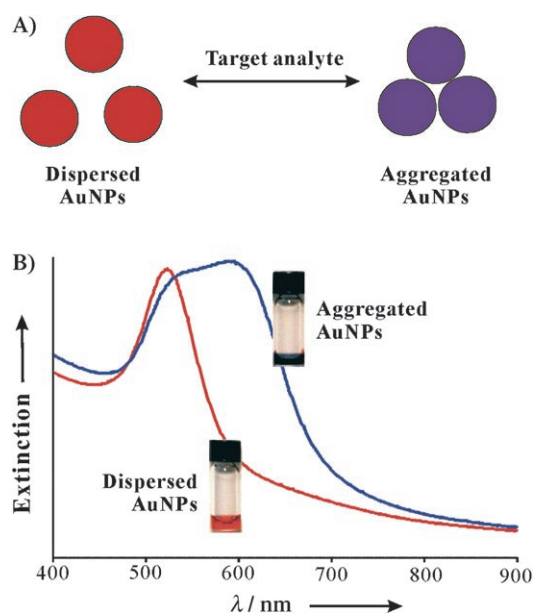 A)
Target analyte
Dispersed
AuNPs
Aggregated
AuNPs
B)
Extinction
Aggregated
AuNPs
Dispersed
AuNPs
400 500 600 700 800 900
λ / nm